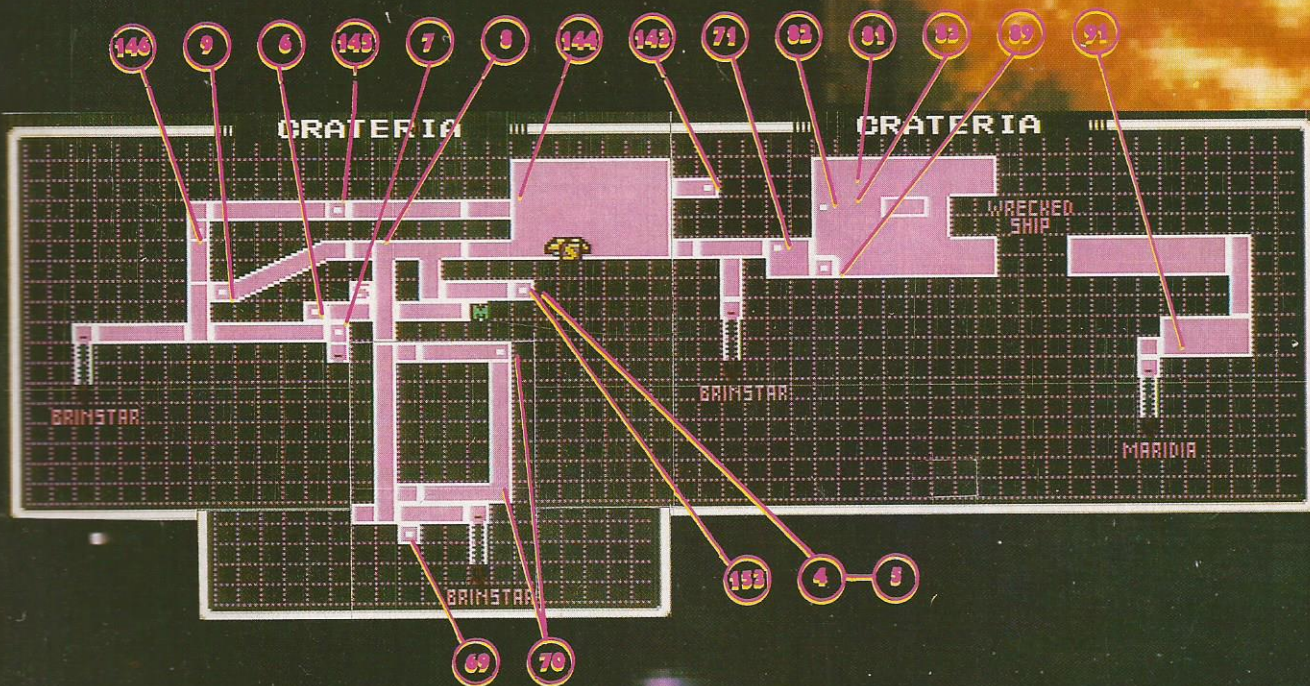 146 9 6 145 7 8 144 143 71 82 81 83 89 91
CRATERIA CRATERIA
WRECKED
SHIP
M
BRINSTAR
BRINSTAR
MARIDIA
BRINSTAR
153 4 5
69 70